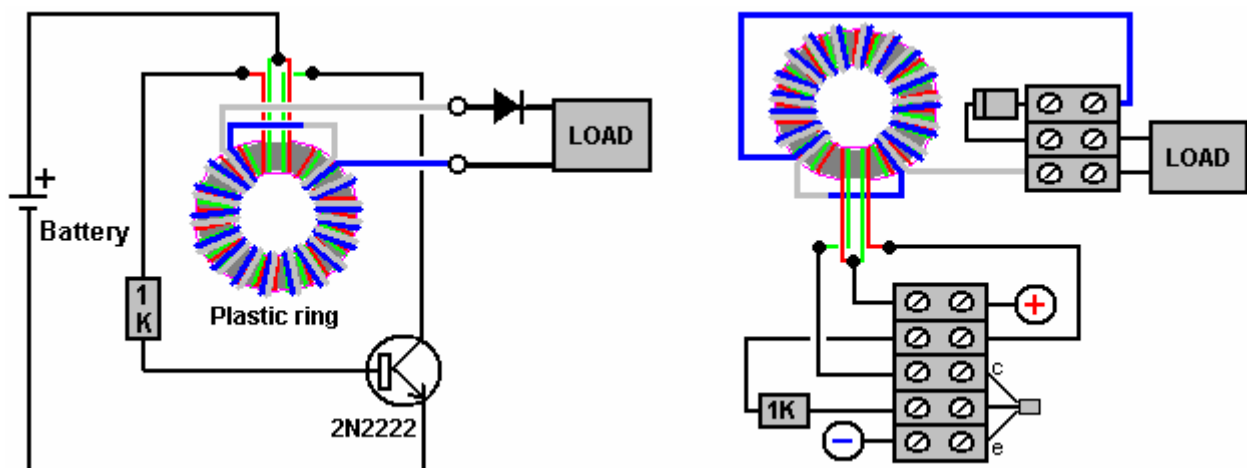 +
Battery
1
K
Plastic ring
2N2222
LOAD
LOAD
+
c
1K
−
e